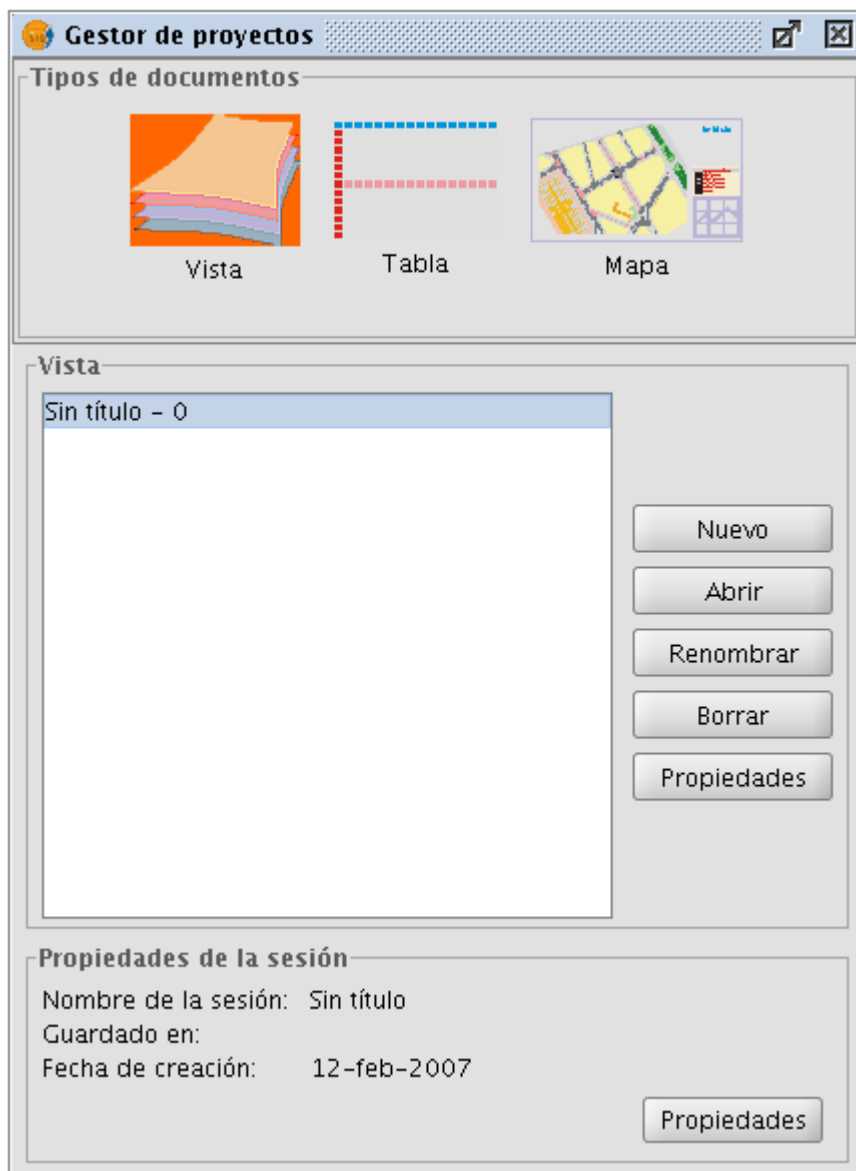 Gestor de proyectos
Tipos de documentos
Vista
Tabla
Mapa
Vista
Sin título - 0
Nuevo
Abrir
Renombrar
Borrar
Propiedades
Propiedades de la sesión
Nombre de la sesión: Sin título
Guardado en:
Fecha de creación: 12-feb-2007
Propiedades